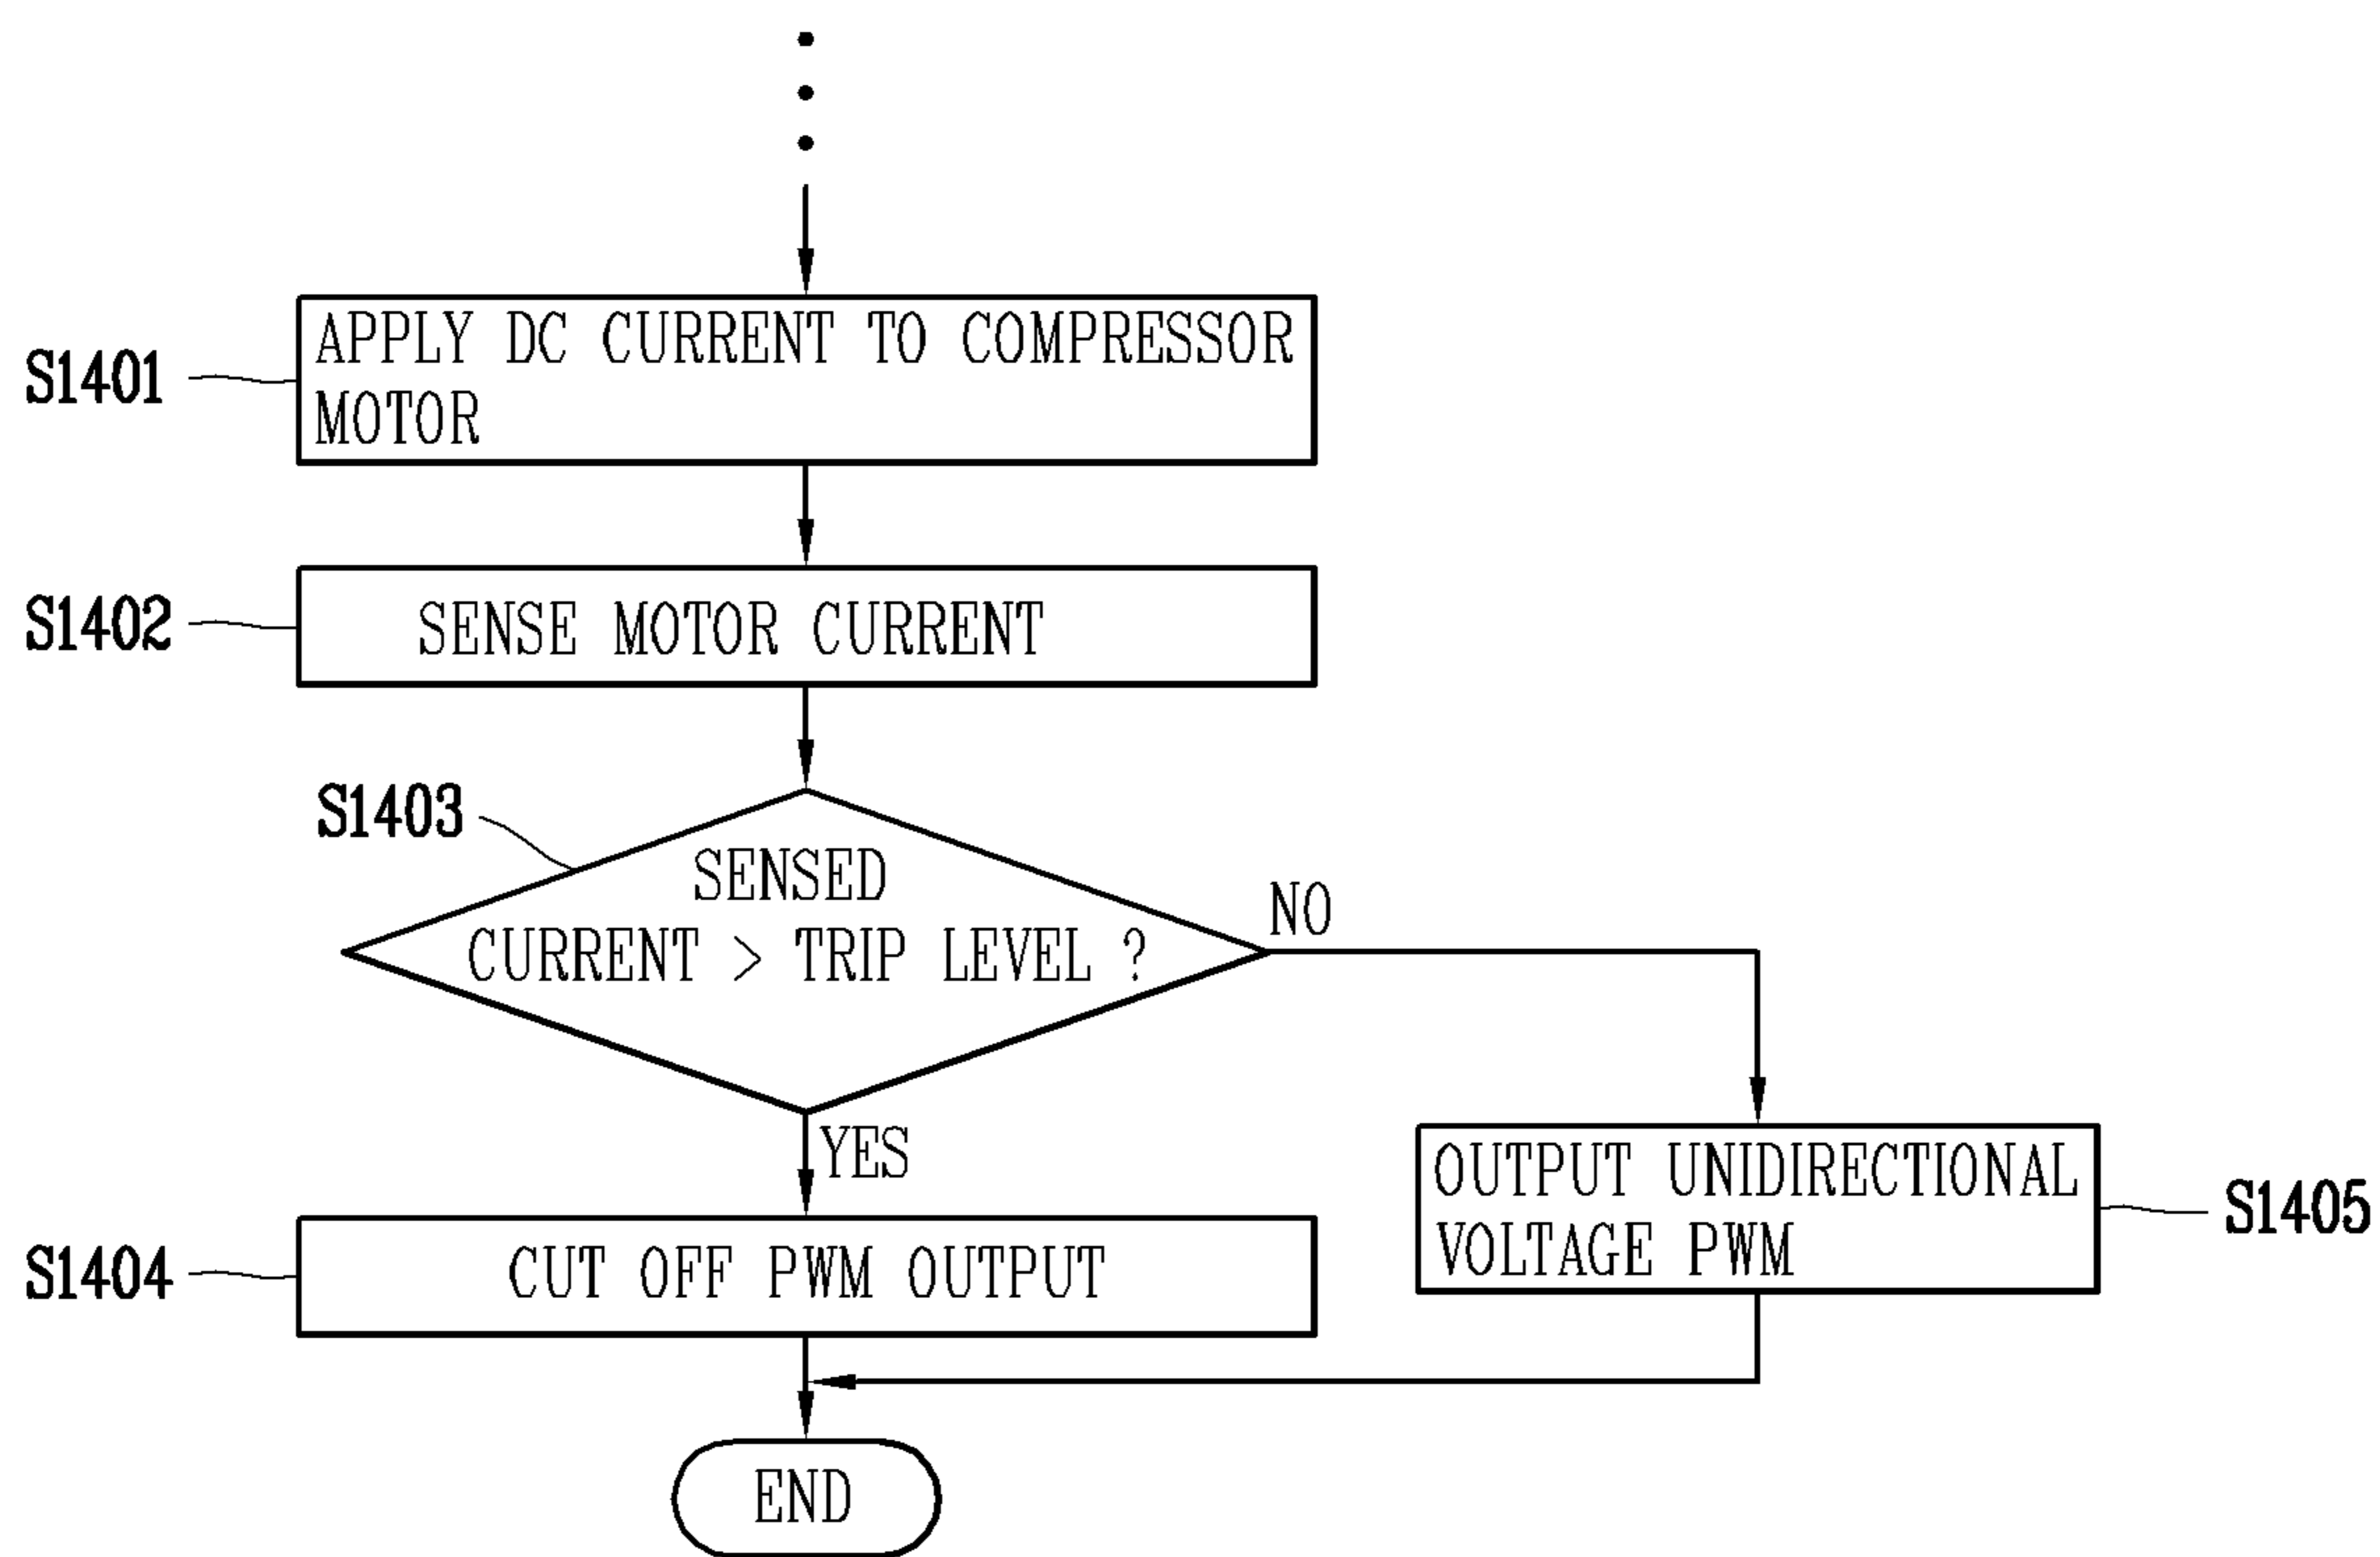 S1401
APPLY DC CURRENT TO COMPRESSOR
MOTOR
S1402
SENSE MOTOR CURRENT
S1403
SENSED
CURRENT > TRIP LEVEL ?
NO
YES
S1404
CUT OFF PWM OUTPUT
OUTPUT UNIDIRECTIONAL
VOLTAGE PWM
S1405
END